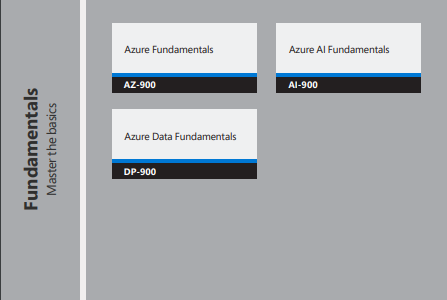 Fundamentals
Master the basics
Azure Fundamentals
AZ-900
Azure AI Fundamentals
AI-900
Azure Data Fundamentals
DP-900